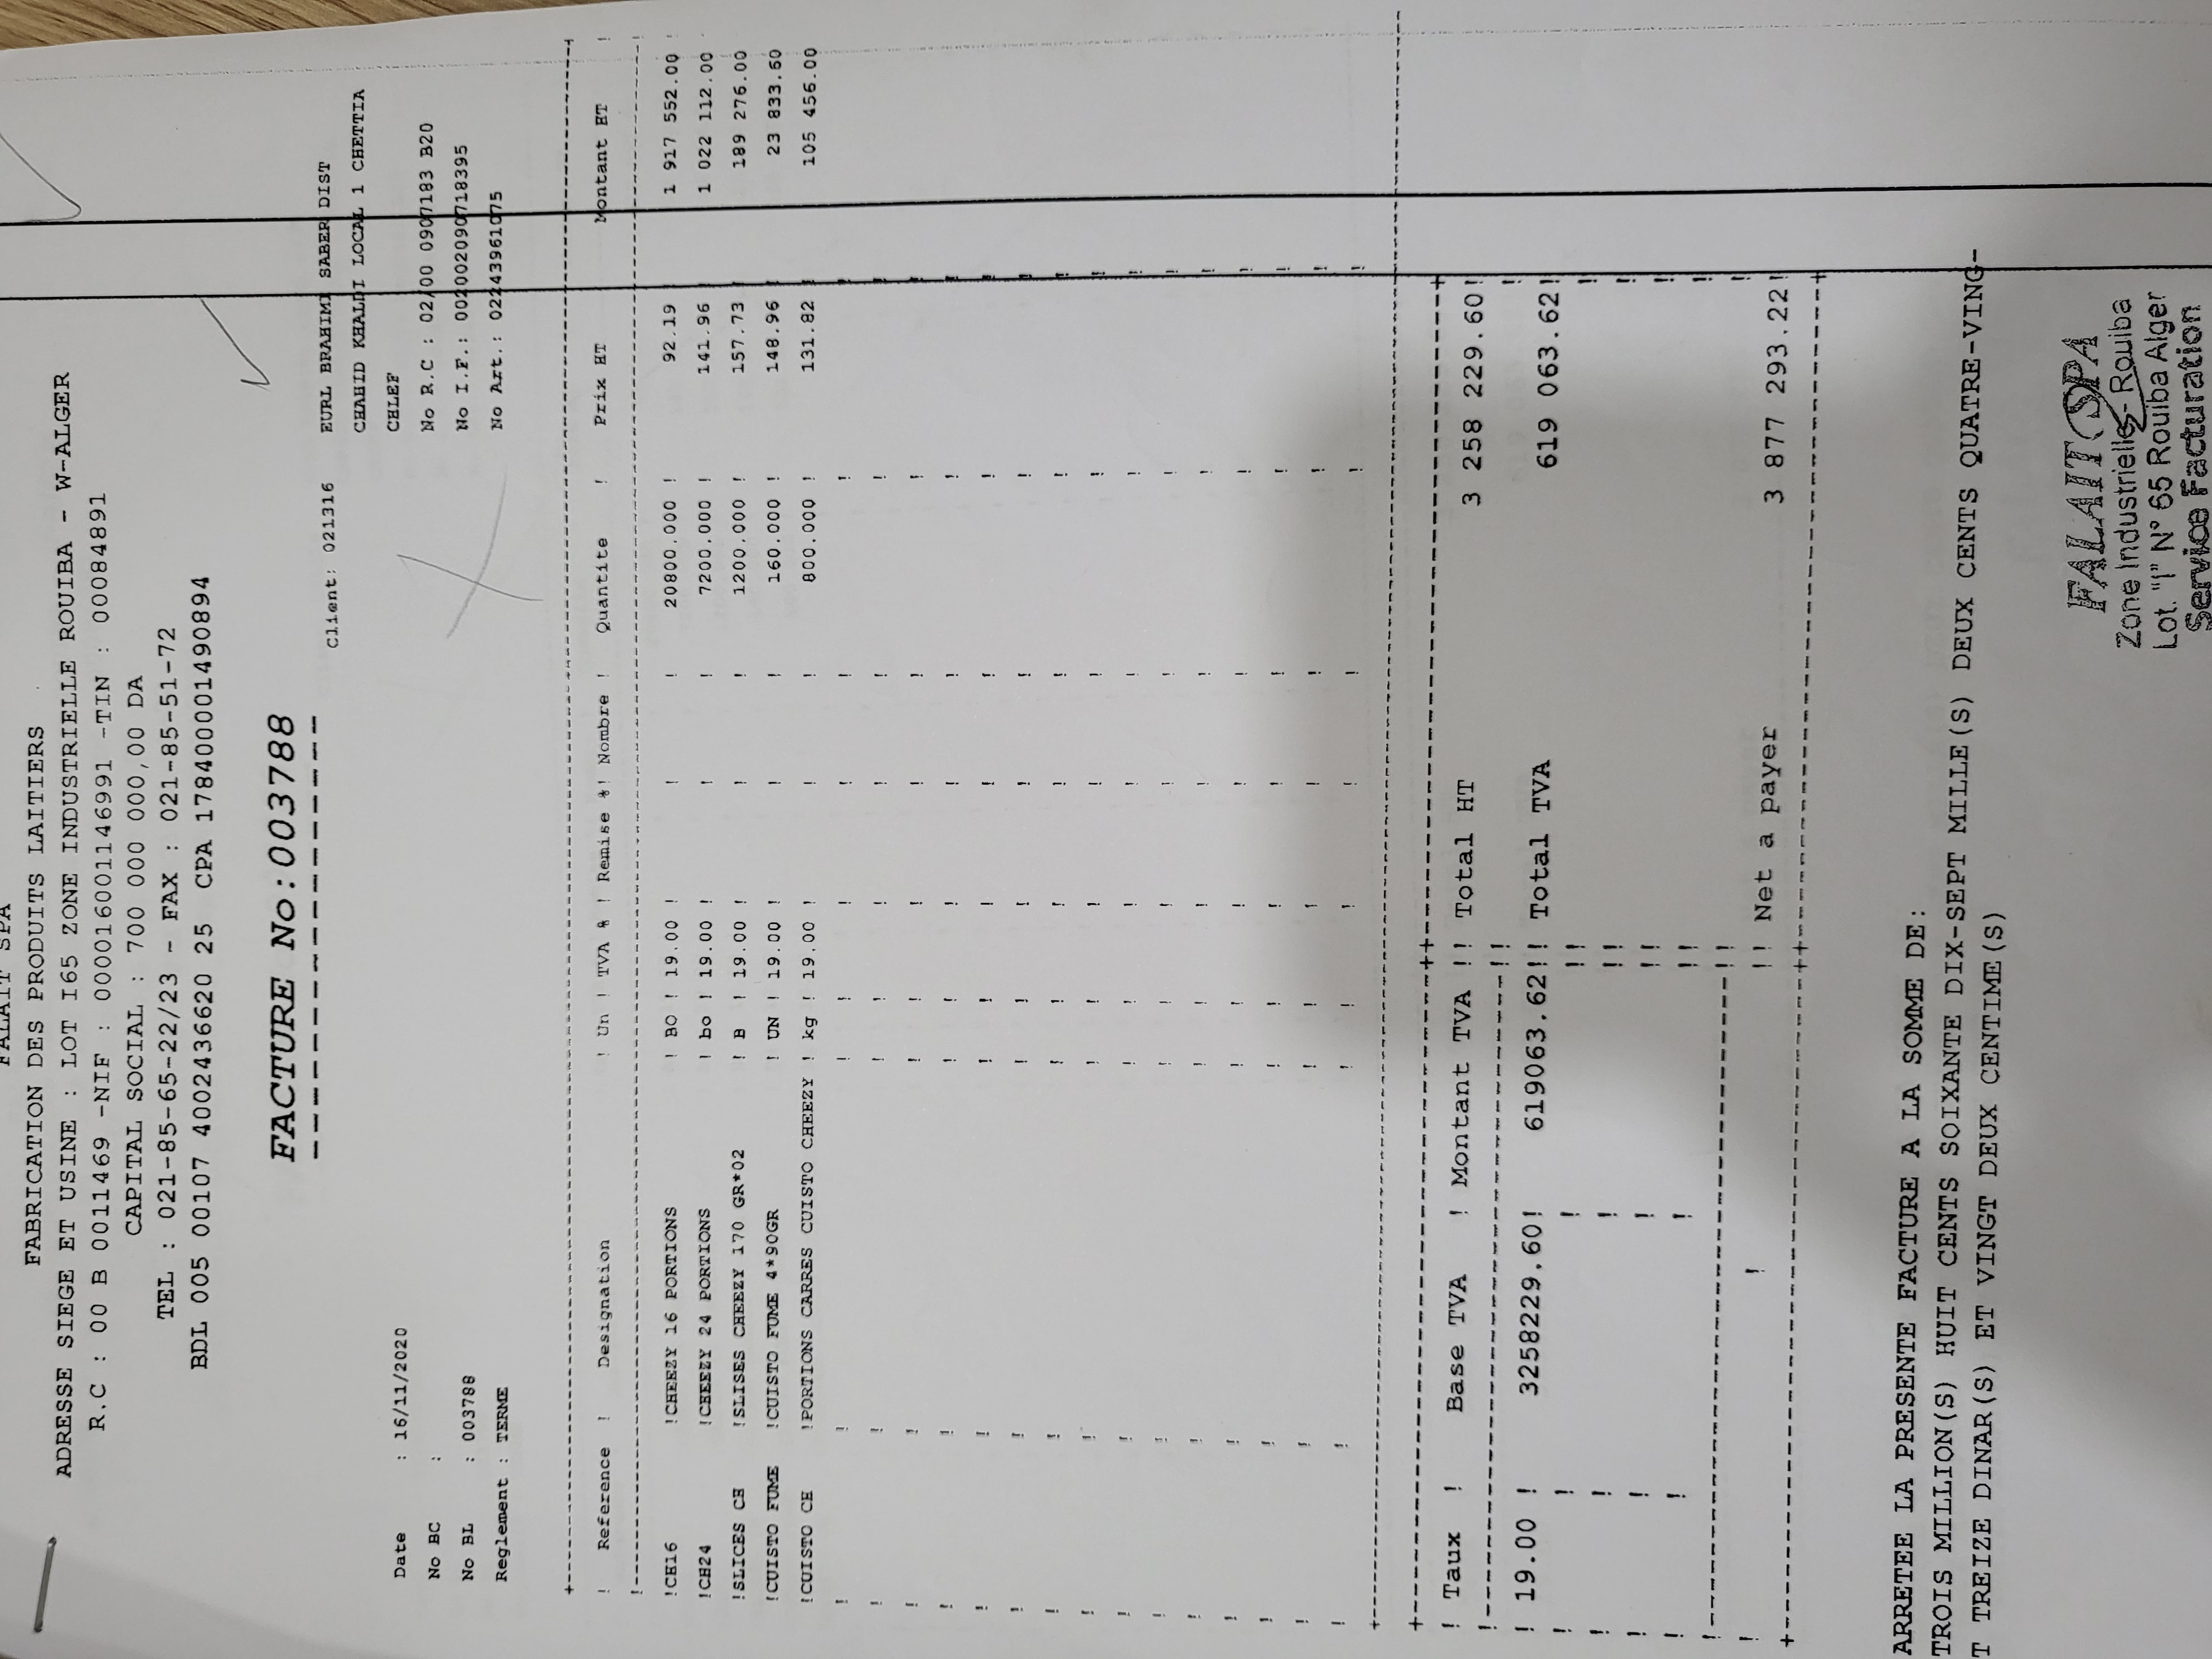 FALAIT SPA
FABRICATION DES PRODUITS LAITIERS
ADRESSE SIEGE ET USINE : LOT I65 ZONE INDUSTRIELLE ROUIBA - W-ALGER
R.C : 00 B 0011469 -NIF : 000016001146991 -TIN : 00084891
CAPITAL SOCIAL : 700 000 000,00 DA
TEL : 021-85-65-22/23 - FAX : 021-85-51-72
BDL 005 00107 4002436620 25 CPA 178400001490894
FACTURE No:003788
Client: 021316 EURL BRAHIMI SABER DIST
CHAHID KHALDI LOCAL 1 CHETTIA
CHLEF
Date : 16/11/2020
No R.C : 02/00 0907183 B20
No BC :
No I.F.: 002002090718395
No BL : 003788
No Art.: 02243961075
Reglement : TERME
! Reference ! Designation ! Un ! TVA % ! Remise %! Nombre ! Quantite ! Prix HT Montant HT !
!CH16 !CHEEZY 16 PORTIONS ! BO ! 19.00 ! ! ! 20800.000 ! 92.19 1 917 552.00 !
!CH24 !CHEEZY 24 PORTIONS ! bo ! 19.00 ! ! ! 7200.000 ! 141.96 1 022 112.00
!SLICES CH !SLISES CHEEZY 170 GR*02 ! B ! 19.00 ! ! ! 1200.000 ! 157.73 189 276.00
!CUISTO FUME !CUISTO FUME 4*90GR ! UN ! 19.00 ! ! ! 160.000 ! 148.96 23 833.60
!CUISTO CH !PORTIONS CARRES CUISTO CHEEZY ! kg ! 19.00 ! ! ! 800.000 ! 131.82 105 456.00
! Taux ! Base TVA ! Montant TVA !! Total HT 3 258 229.60!
! 19.00 ! 3258229.60! 619063.62!! Total TVA 619 063.62!
! ! !! Net a payer 3 877 293.22!
ARRETEE LA PRESENTE FACTURE A LA SOMME DE:
TROIS MILLION(S) HUIT CENTS SOIXANTE DIX-SEPT MILLE(S) DEUX CENTS QUATRE-VING-
T TREIZE DINAR(S) ET VINGT DEUX CENTIME(S)
FALAIT SPA
Zone Industrielle - Rouiba
Lot. "I" N° 65 Rouiba Alger
Service Facturation